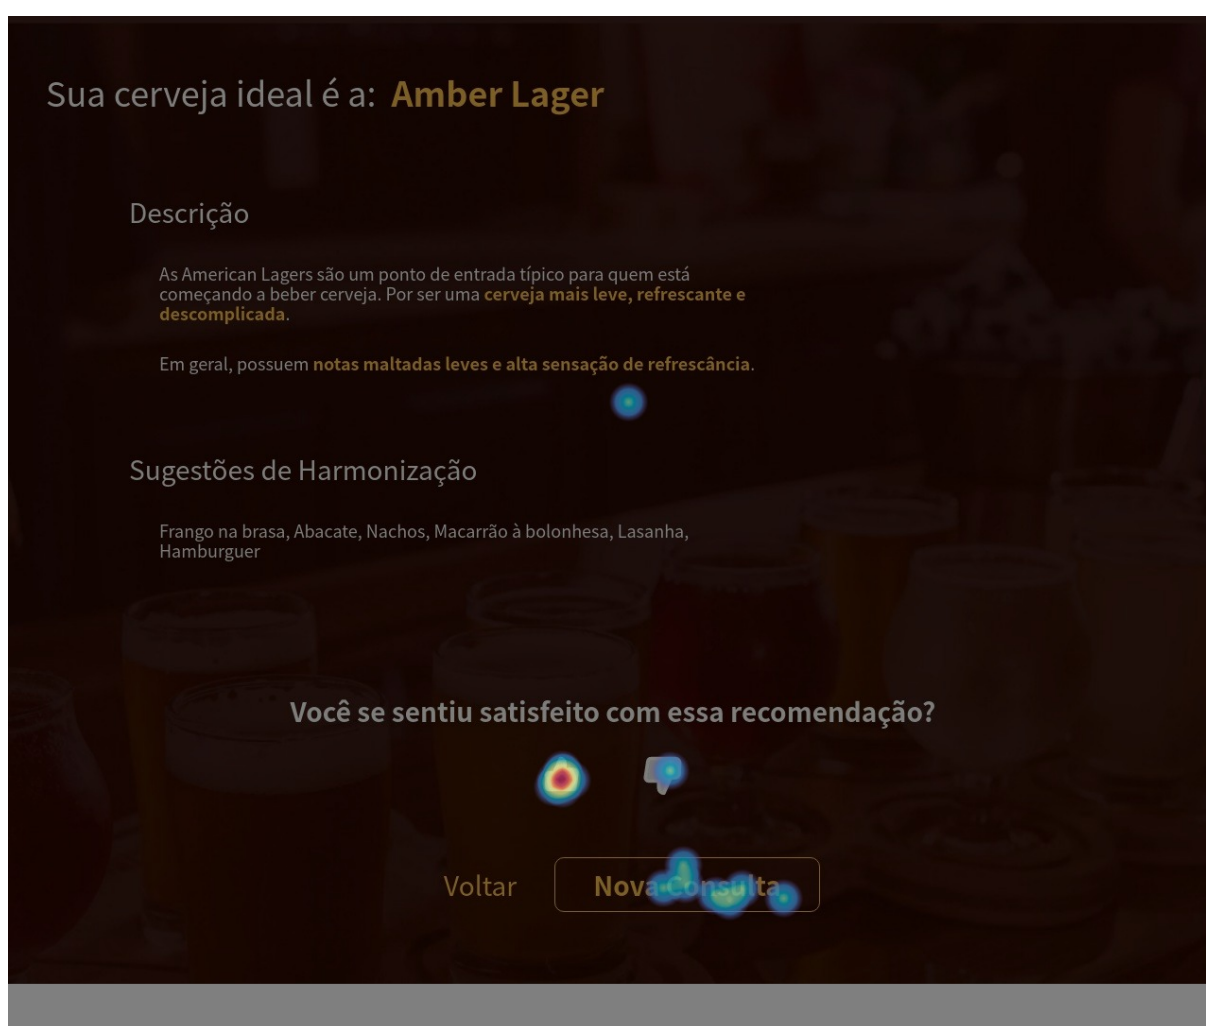 Sua cerveja ideal é a: Amber Lager
Descrição
As American Lagers são um ponto de entrada típico para quem está
começando a beber cerveja. Por ser uma cerveja mais leve, refrescante e
descomplicada.
Em geral, possuem notas maltadas leves e alta sensação de refrescância.
Sugestões de Harmonização
Frango na brasa, Abacate, Nachos, Macarrão à bolonhesa, Lasanha,
Hamburguer
Você se sentiu satisfeito com essa recomendação?
Voltar
Nova Consulta